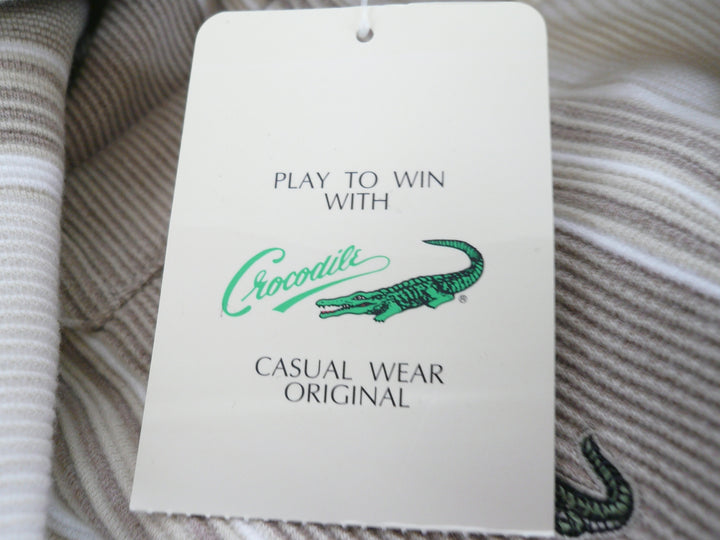 PLAY TO WIN
WITH
Crocodile
®
CASUAL WEAR
ORIGINAL